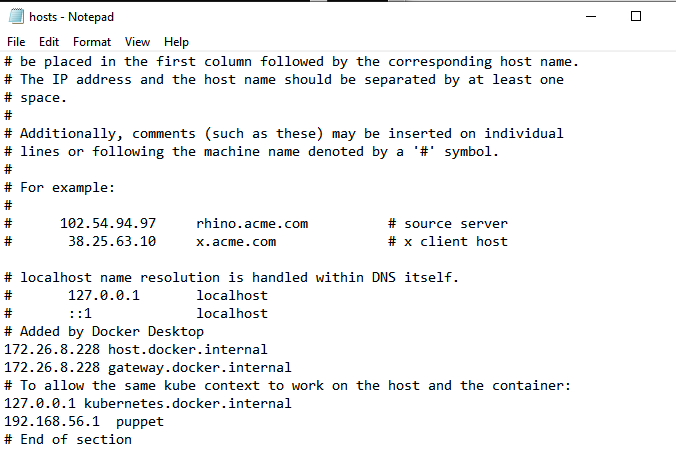 hosts - Notepad
File Edit Format View Help
# be placed in the first column followed by the corresponding host name.
# The IP address and the host name should be separated by at least one
# space.
#
# Additionally, comments (such as these) may be inserted on individual
# lines or following the machine name denoted by a '#' symbol.
#
# For example:
#
#      102.54.94.97     rhino.acme.com          # source server
#       38.25.63.10     x.acme.com              # x client host

# localhost name resolution is handled within DNS itself.
#       127.0.0.1       localhost
#       ::1             localhost
# Added by Docker Desktop
172.26.8.228 host.docker.internal
172.26.8.228 gateway.docker.internal
# To allow the same kube context to work on the host and the container:
127.0.0.1 kubernetes.docker.internal
192.168.56.1  puppet
# End of section